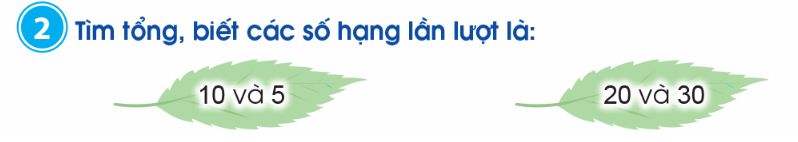 2 Tìm tổng, biết các số hạng lần lượt là:
10 và 5
20 và 30